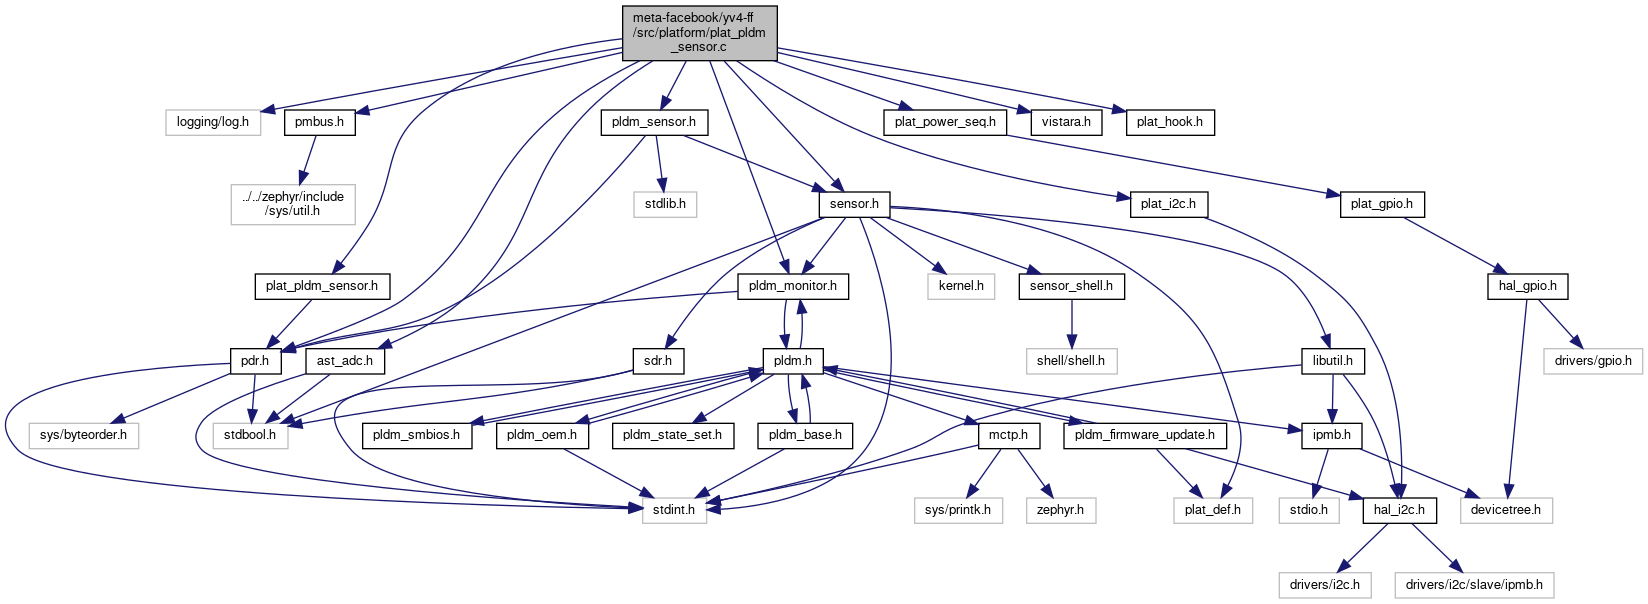 meta-facebook/yv4-ff
/src/platform/plat_pldm
_sensor.c
logging/log.h
pmbus.h
pldm_sensor.h
plat_power_seq.h
vistara.h
plat_hook.h
../../zephyr/include
/sys/util.h
stdlib.h
sensor.h
plat_i2c.h
plat_gpio.h
plat_pldm_sensor.h
pldm_monitor.h
kernel.h
sensor_shell.h
hal_gpio.h
pdr.h
ast_adc.h
sdr.h
pldm.h
shell/shell.h
libutil.h
drivers/gpio.h
sys/byteorder.h
stdbool.h
pldm_smbios.h
pldm_oem.h
pldm_state_set.h
pldm_base.h
mctp.h
pldm_firmware_update.h
ipmb.h
stdint.h
sys/printk.h
zephyr.h
plat_def.h
stdio.h
hal_i2c.h
devicetree.h
drivers/i2c.h
drivers/i2c/slave/ipmb.h